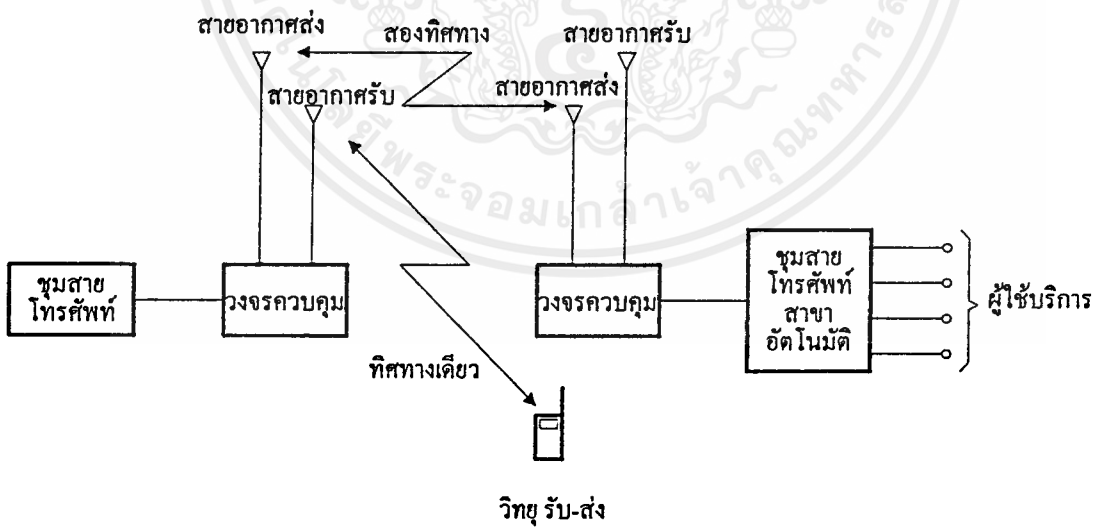 สายอากาศส่ง
สองทิศทาง
สายอากาศรับ
สายอากาศรับ
สายอากาศส่ง
ชุมสาย
โทรศัพท์
วงจรควบคุม
วงจรควบคุม
ชุมสาย
โทรศัพท์
สาขา
อัตโนมัติ
ผู้ใช้บริการ
ทิศทางเดียว
วิทยุ รับ-ส่ง